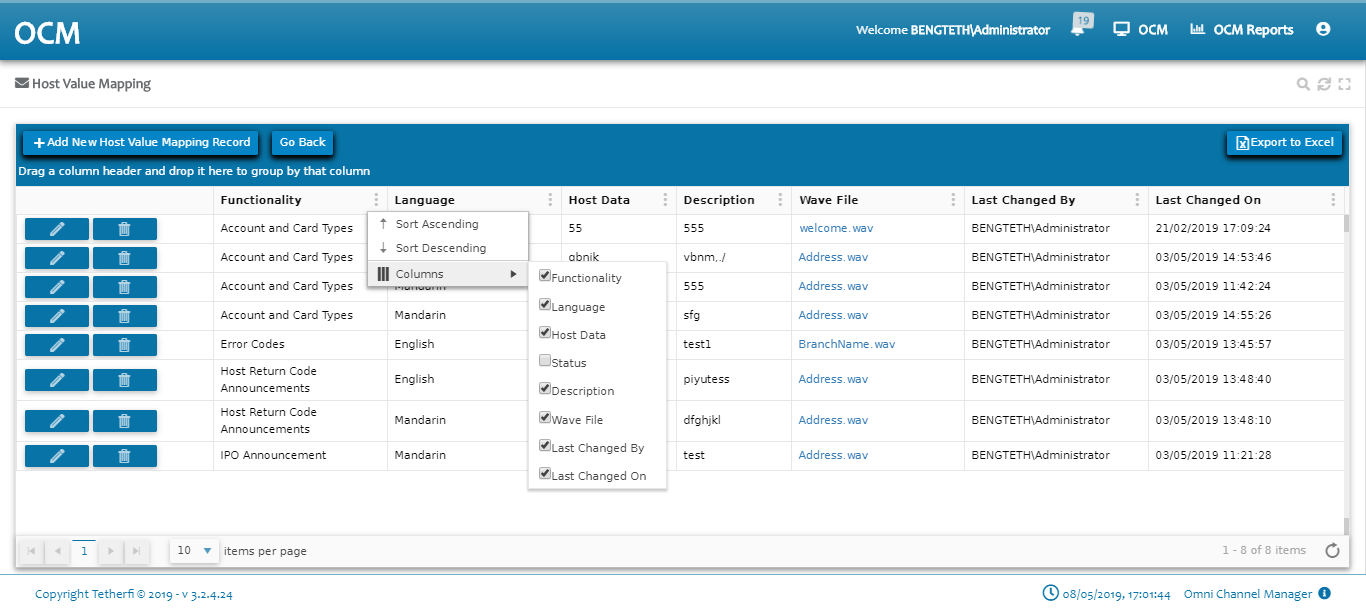 OCM
Welcome BENGTETH\Administrator
19
OCM
OCM Reports
Host Value Mapping
Add New Host Value Mapping Record
Go Back
Export to Excel
Drag a column header and drop it here to group by that column
Functionality Language Host Data Description Wave File Last Changed By Last Changed On
Account and Card Types 55 555 welcome.wav BENGTETH\Administrator 21/02/2019 17:09:24
Account and Card Types gbnik vbnm,./ Address.wav BENGTETH\Administrator 03/05/2019 14:53:46
Account and Card Types Mandarin 555 Address.wav BENGTETH\Administrator 03/05/2019 11:42:24
Account and Card Types Mandarin sfg Address.wav BENGTETH\Administrator 03/05/2019 14:55:26
Error Codes English test1 BranchName.wav BENGTETH\Administrator 03/05/2019 13:45:57
Host Return Code
Announcements English piyutess Address.wav BENGTETH\Administrator 03/05/2019 13:48:40
Host Return Code
Announcements Mandarin dfghjkl Address.wav BENGTETH\Administrator 03/05/2019 13:48:10
IPO Announcement Mandarin test Address.wav BENGTETH\Administrator 03/05/2019 11:21:28
Sort Ascending
Sort Descending
Columns
Functionality
Language
Host Data
Status
Description
Wave File
Last Changed By
Last Changed On
1
10 items per page
1 - 8 of 8 items
Copyright Tetherfi © 2019 - v 3.2.4.24
08/05/2019, 17:01:44
Omni Channel Manager